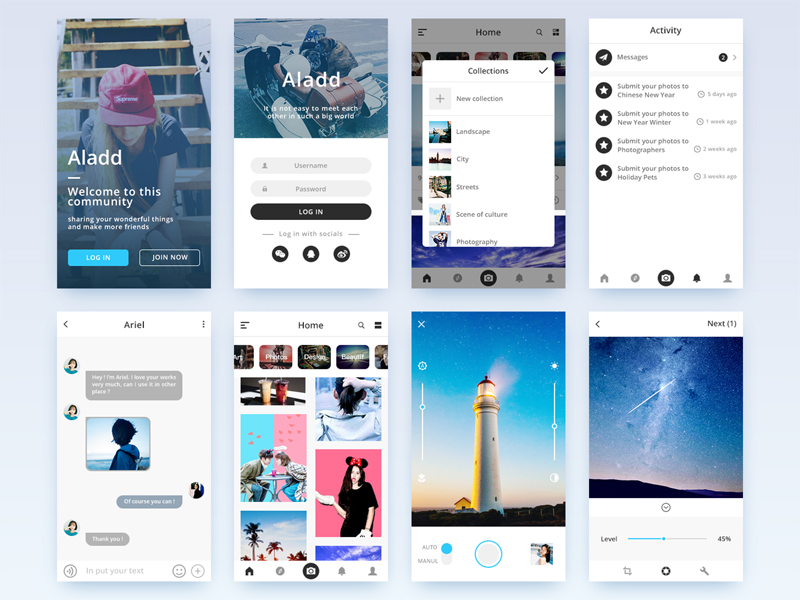 Supreme
Aladd
Welcome to this
community
sharing your wonderful things
and make more friends
LOG IN
JOIN NOW
Aladd
It is not easy to meet each
other in such a big world
Username
Password
LOG IN
Log in with socials
Home
Collections
New collection
Landscape
City
Streets
Scene of culture
Photography
Activity
Messages
2
Submit your photos to
Chinese New Year
5 days ago
Submit your photos to
New Year Winter
1 week ago
Submit your photos to
Photographers
2 weeks ago
Submit your photos to
Holiday Pets
3 weeks ago
Ariel
Hey ! I'm Ariel. I love your works
very much, can I use it in other
place ?
Of course you can !
Thank you !
In put your text
Home
Art
Photos
Design
Beautif
AUTO
MANUL
Next (1)
Level
45%